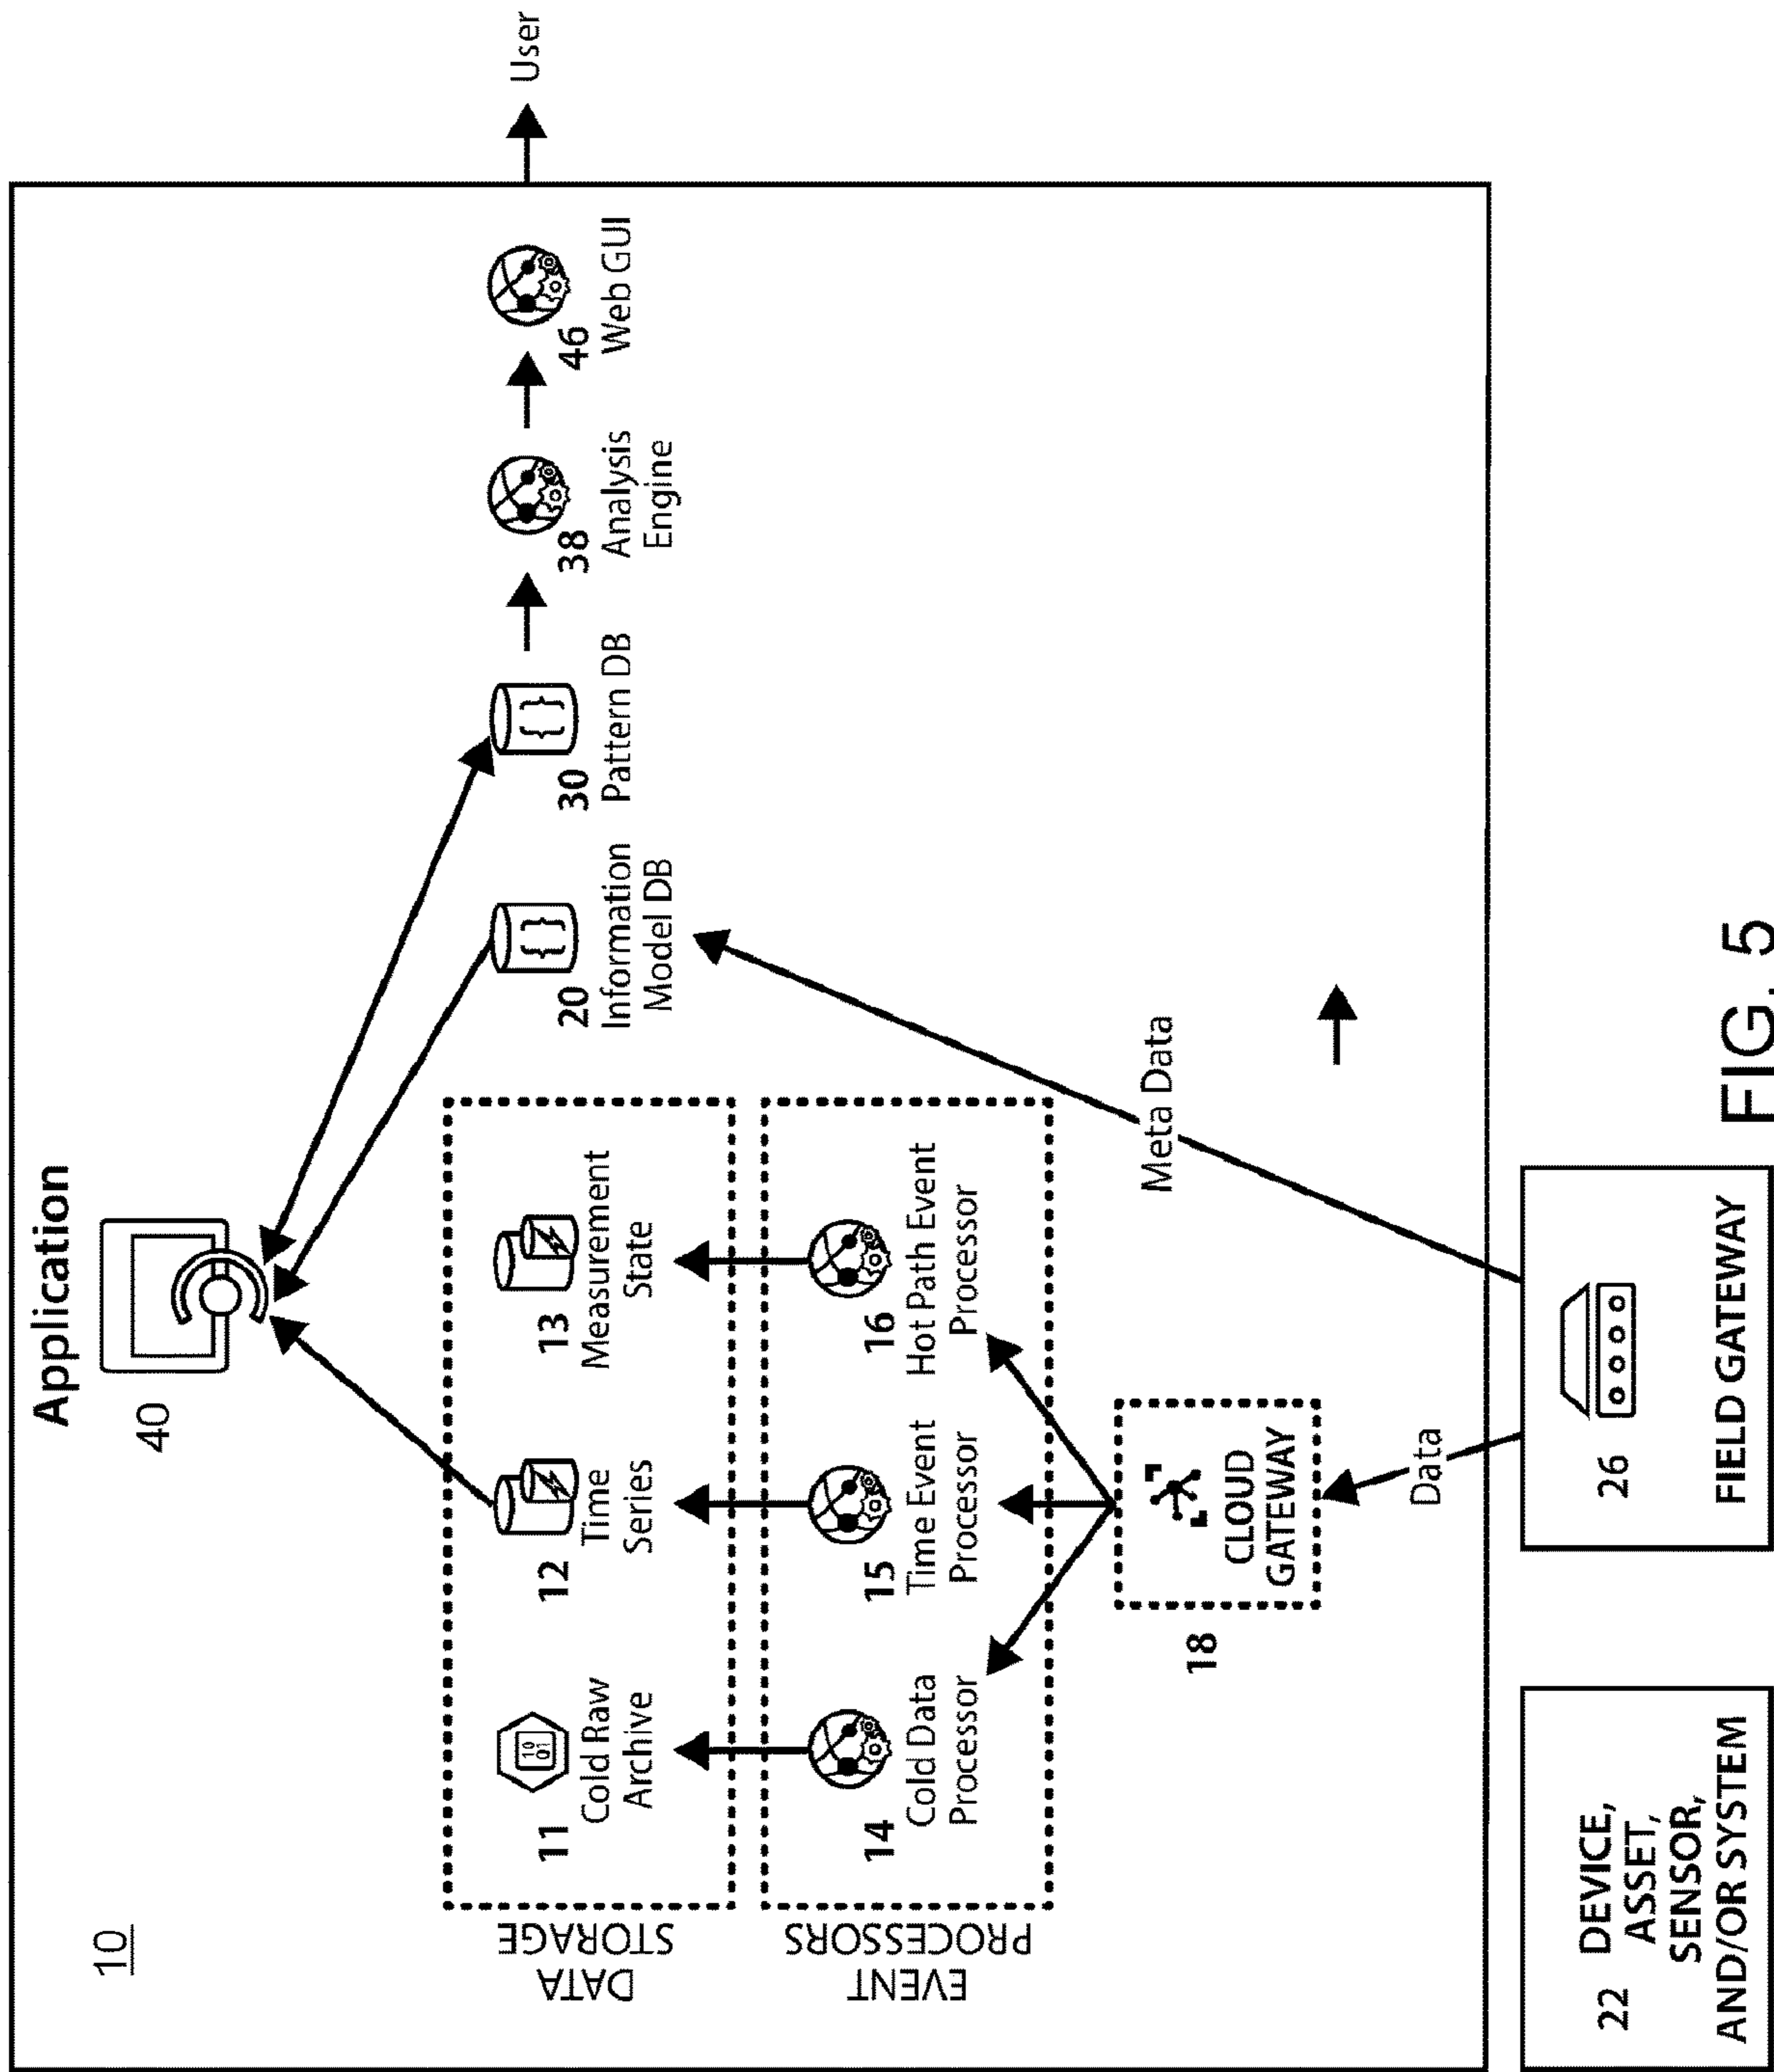 10
Application
40
DATA
STORAGE
11
Cold Raw
Archive
12
Time
Series
13
Measurement
State
20
Information
Model DB
30
Pattern DB
38
Analysis
Engine
46
Web GUI
User
EVENT
PROCESSORS
14
Cold Data
Processor
15
Time Event
Processor
16
Hot Path Event
Processor
18
CLOUD
GATEWAY
Data
Meta Data
22 DEVICE,
ASSET,
SENSOR,
AND/OR SYSTEM
26
FIELD GATEWAY
FIG. 5
10
01
{ }
{ }